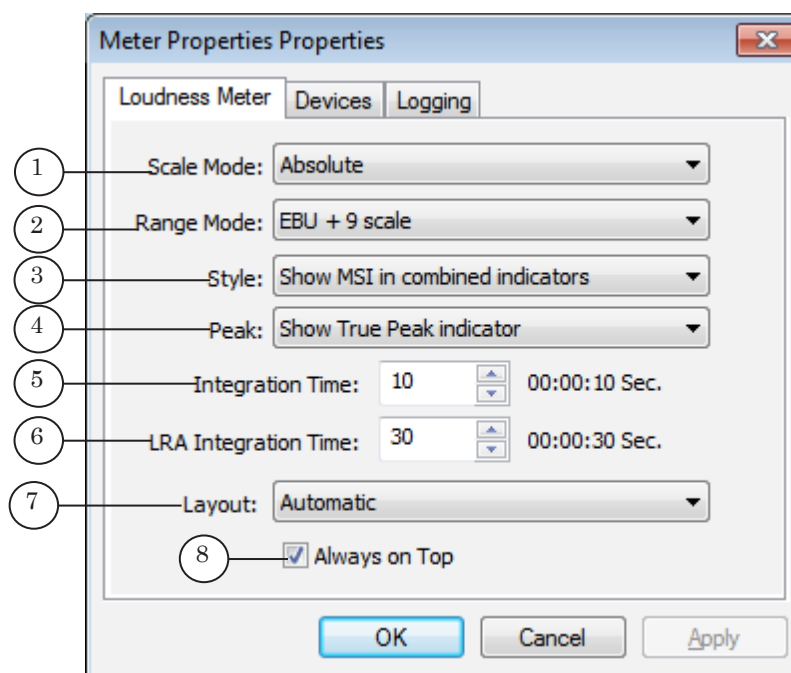 Meter Properties Properties
Loudness Meter Devices Logging
1 Scale Mode: Absolute
2 Range Mode: EBU + 9 scale
3 Style: Show MSI in combined indicators
4 Peak: Show True Peak indicator
5 Integration Time: 10 00:00:10 Sec.
6 LRA Integration Time: 30 00:00:30 Sec.
7 Layout: Automatic
8 Always on Top
OK Cancel Apply